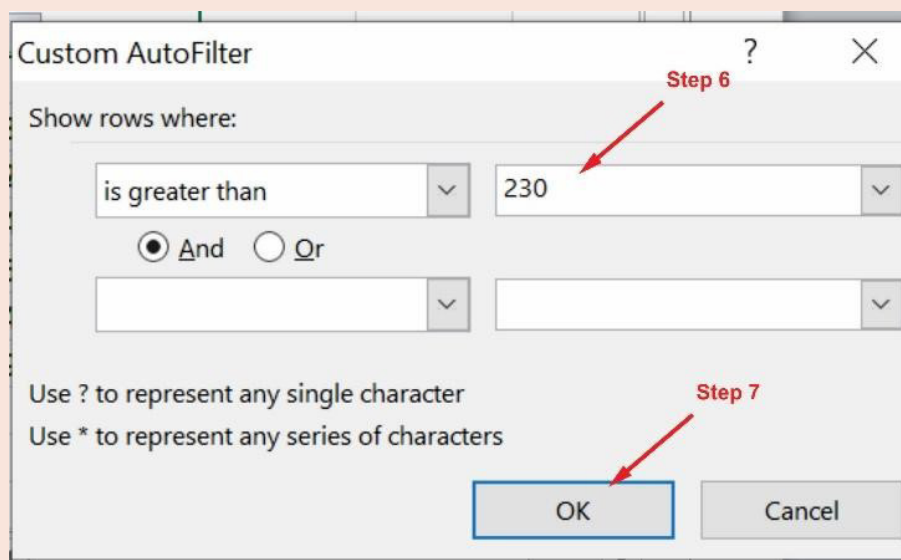 Custom AutoFilter ?
Step 6
Show rows where:
is greater than 230
And Or
Use ? to represent any single character
Step 7
Use * to represent any series of characters
OK Cancel